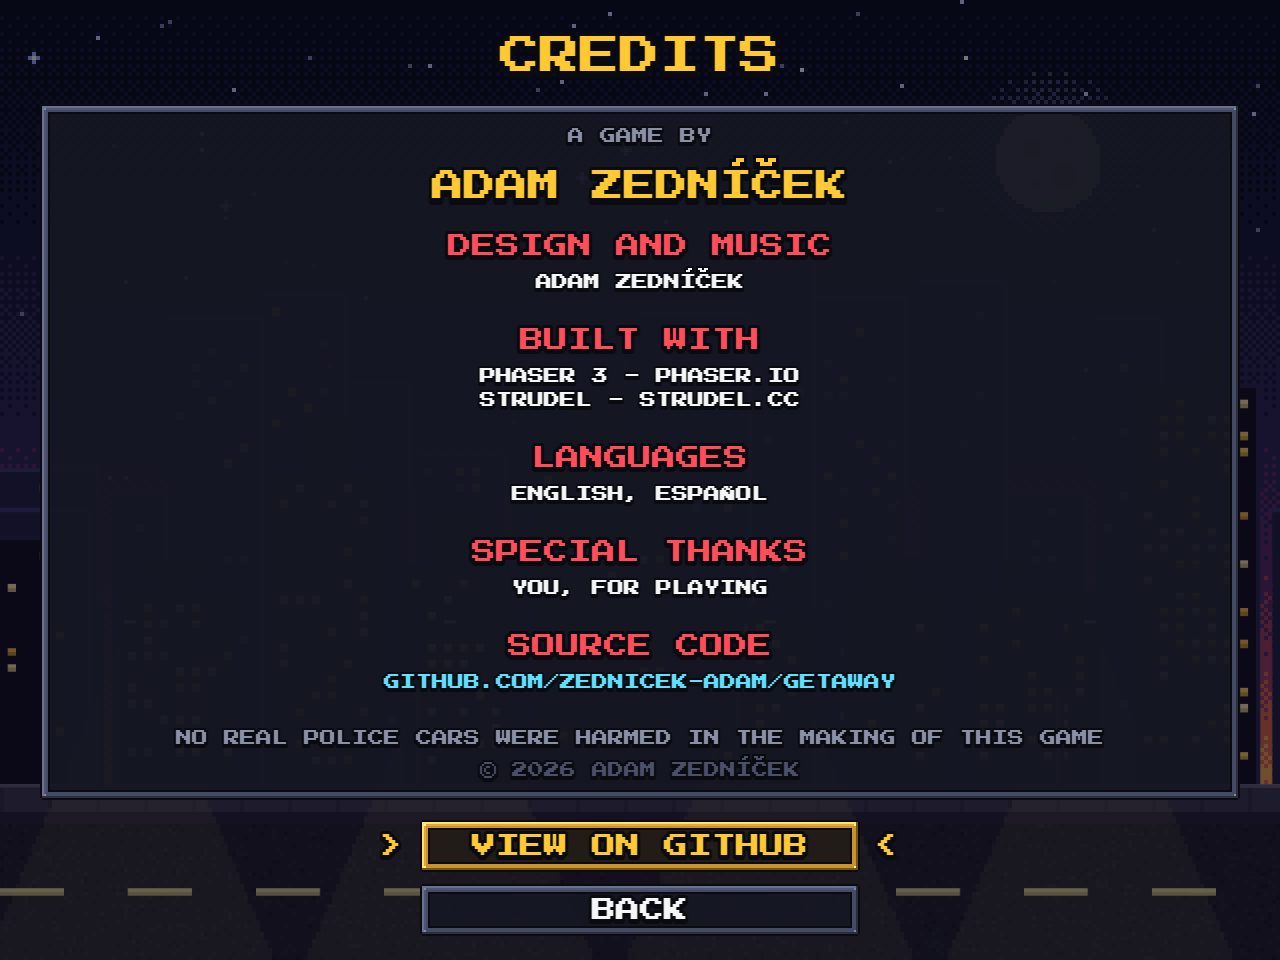 CREDITS
A GAME BY
ADAM ZEDNÍČEK
DESIGN AND MUSIC
ADAM ZEDNÍČEK
BUILT WITH
PHASER 3 - PHASER.IO
STRUDEL - STRUDEL.CC
LANGUAGES
ENGLISH, ESPAÑOL
SPECIAL THANKS
YOU, FOR PLAYING
SOURCE CODE
GITHUB.COM/ZEDNICEK-ADAM/GETAWAY
NO REAL POLICE CARS WERE HARMED IN THE MAKING OF THIS GAME
© 2026 ADAM ZEDNÍČEK
> VIEW ON GITHUB <
BACK